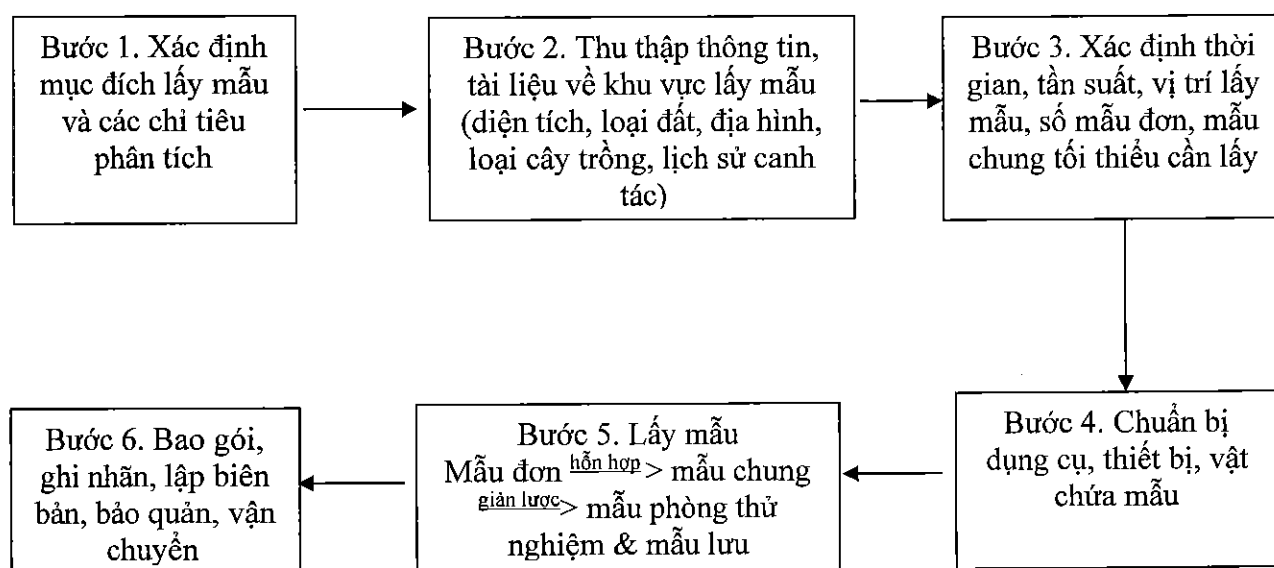 Bước 1. Xác định
mục đích lấy mẫu
và các chỉ tiêu
phân tích
Bước 2. Thu thập thông tin,
tài liệu về khu vực lấy mẫu
(diện tích, loại đất, địa hình,
loại cây trồng, lịch sử canh
tác)
Bước 3. Xác định thời
gian, tần suất, vị trí lấy
mẫu, số mẫu đơn, mẫu
chung tối thiểu cần lấy
Bước 4. Chuẩn bị
dụng cụ, thiết bị, vật
chứa mẫu
Bước 5. Lấy mẫu
Mẫu đơn hỗn hợp> mẫu chung
giản lược> mẫu phòng thử
nghiệm & mẫu lưu
Bước 6. Bao gói,
ghi nhãn, lập biên
bản, bảo quản, vận
chuyển